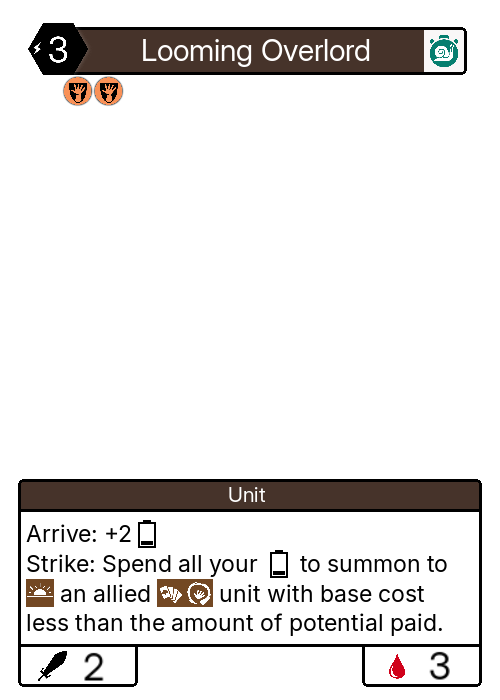 3 Looming Overlord
Unit
Arrive: +2
Strike: Spend all your to summon to
an allied unit with base cost
less than the amount of potential paid.
2 3